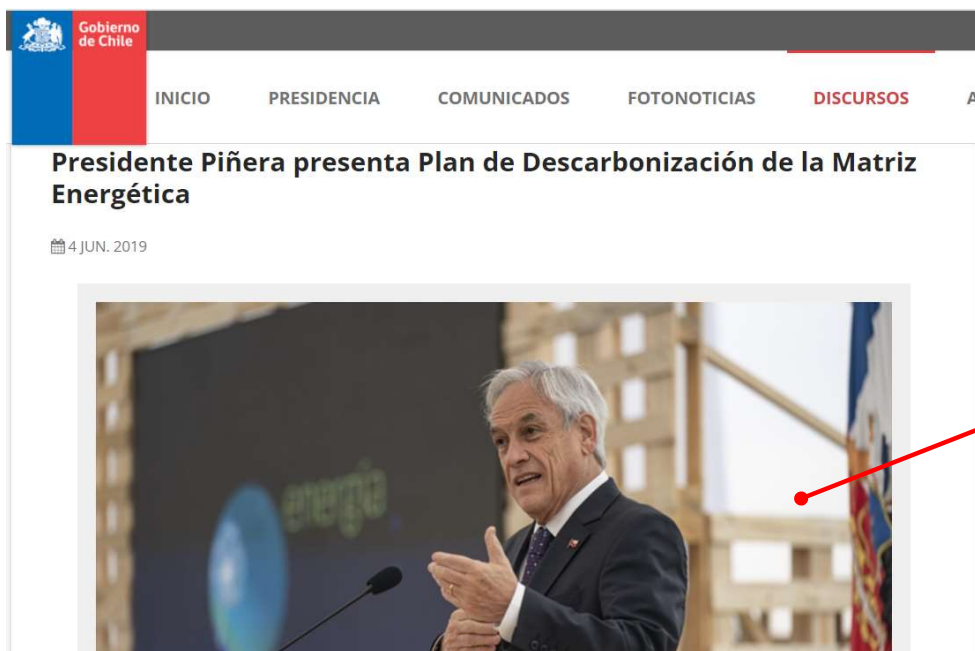 Gobierno
de Chile
INICIO PRESIDENCIA COMUNICADOS FOTONOTICIAS DISCURSOS A
Presidente Piñera presenta Plan de Descarbonización de la Matriz
Energética
4 JUN. 2019
energía